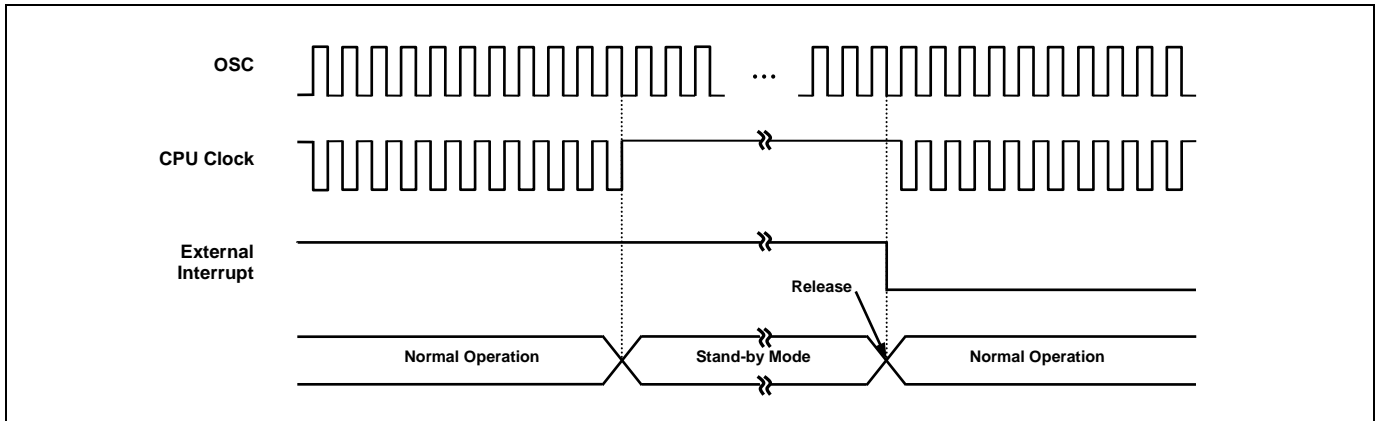 OSC
...
CPU Clock
External
Interrupt
Release
Normal Operation
Stand-by Mode
Normal Operation